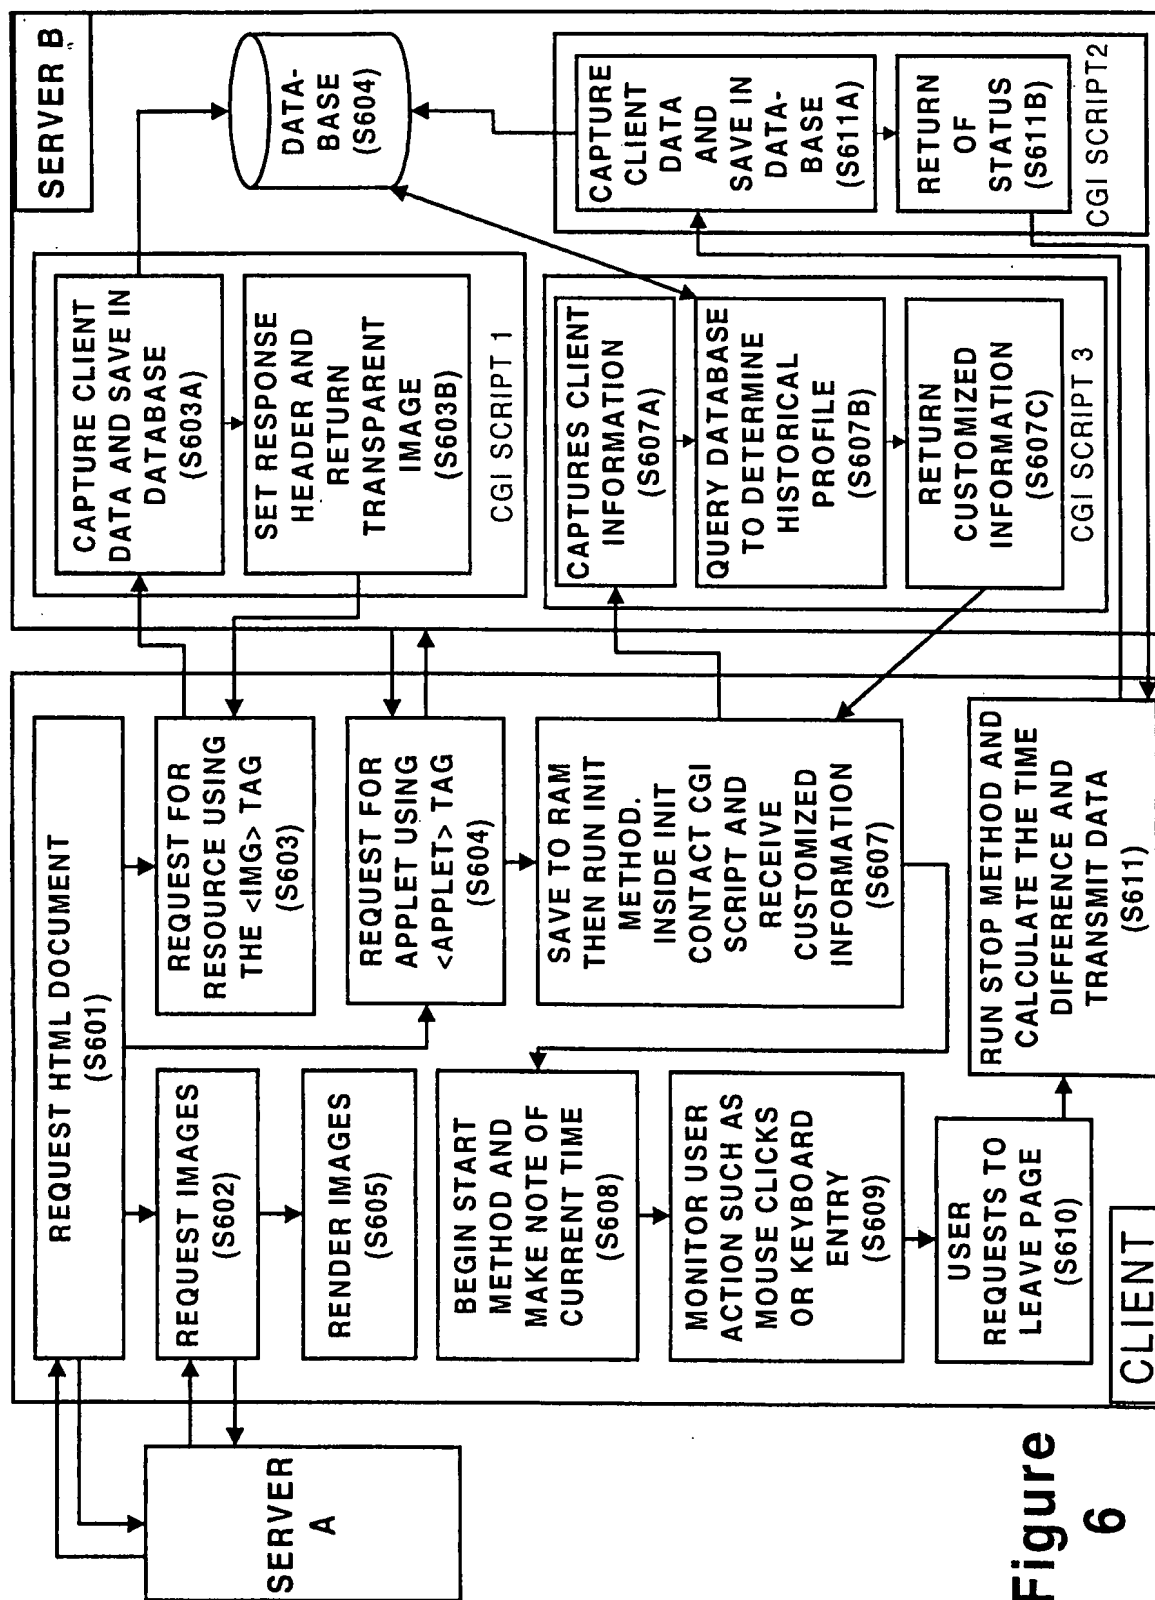 SERVER
A
REQUEST HTML DOCUMENT
(S601)
REQUEST IMAGES
(S602)
RENDER IMAGES
(S605)
REQUEST FOR
RESOURCE USING
THE <IMG> TAG
(S603)
REQUEST FOR
APPLET USING
<APPLET> TAG
(S604)
SAVE TO RAM
THEN RUN INIT
METHOD.
INSIDE INIT
CONTACT CGI
SCRIPT AND
RECEIVE
CUSTOMIZED
INFORMATION
(S607)
BEGIN START
METHOD AND
MAKE NOTE OF
CURRENT TIME
(S608)
MONITOR USER
ACTION SUCH AS
MOUSE CLICKS
OR KEYBOARD
ENTRY
(S609)
USER
REQUESTS TO
LEAVE PAGE
(S610)
RUN STOP METHOD AND
CALCULATE THE TIME
DIFFERENCE AND
TRANSMIT DATA
(S611)
CLIENT
SERVER B
CAPTURE CLIENT
DATA AND SAVE IN
DATABASE
(S603A)
SET RESPONSE
HEADER AND
RETURN
TRANSPARENT
IMAGE
(S603B)
CGI SCRIPT 1
DATA-
BASE
(S604)
CAPTURES CLIENT
INFORMATION
(S607A)
QUERY DATABASE
TO DETERMINE
HISTORICAL
PROFILE
(S607B)
RETURN
CUSTOMIZED
INFORMATION
(S607C)
CGI SCRIPT 3
CAPTURE
CLIENT
DATA
AND
SAVE IN
DATA-
BASE
(S611A)
RETURN
OF
STATUS
(S611B)
CGI SCRIPT2
Figure
6